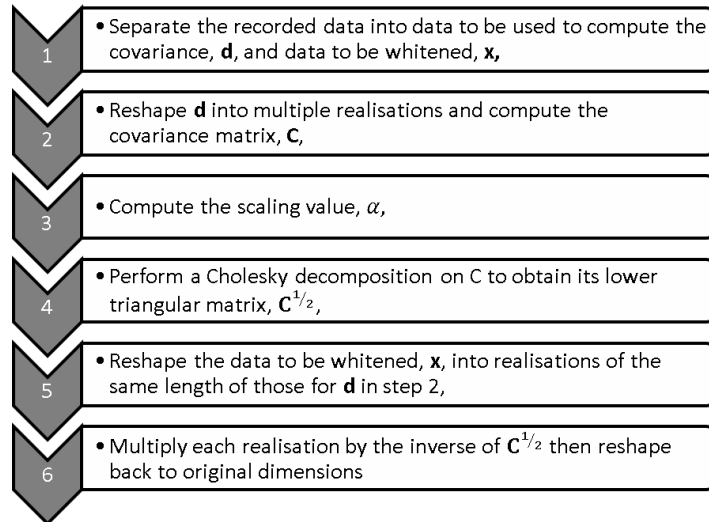 1
• Separate the recorded data into data to be used to compute the
covariance, d, and data to be whitened, x,
2
• Reshape d into multiple realisations and compute the
covariance matrix, C,
3
• Compute the scaling value, α,
4
• Perform a Cholesky decomposition on C to obtain its lower
triangular matrix, C^1/2,
5
• Reshape the data to be whitened, x, into realisations of the
same length of those for d in step 2,
6
• Multiply each realisation by the inverse of C^1/2 then reshape
back to original dimensions